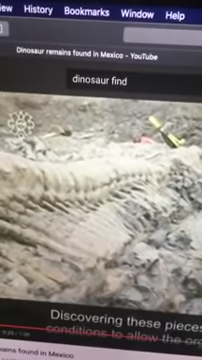 History Bookmarks Window Help
Dinosaur remains found in Mexico - YouTube
dinosaur find
Discovering these pieces
conditions to allow the
found in Mexico